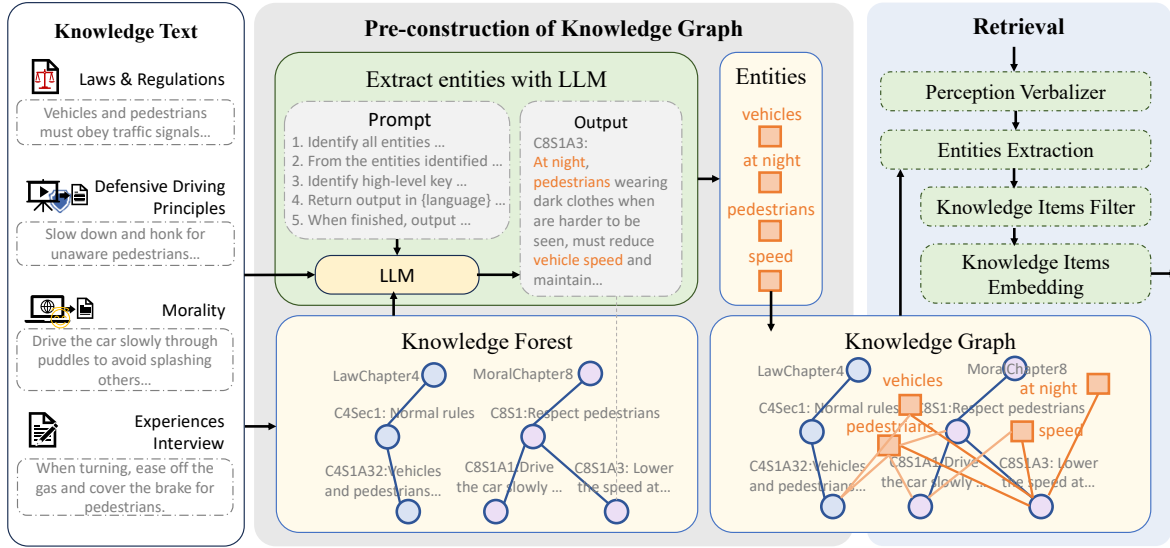 Knowledge Text
Laws & Regulations
Vehicles and pedestrians
must obey traffic signals…
Defensive Driving
Principles
Slow down and honk for
unaware pedestrians…
Morality
Drive the car slowly through
puddles to avoid splashing
others…
Experiences
Interview
When turning, ease off the
gas and cover the brake for
pedestrians.
Pre-construction of Knowledge Graph
Extract entities with LLM
Prompt
1. Identify all entities …
2. From the entities identified …
3. Identify high-level key …
4. Return output in {language} …
5. When finished, output …
LLM
Output
C8S1A3:
At night,
pedestrians wearing
dark clothes when
are harder to be
seen, must reduce
vehicle speed and
maintain…
Entities
vehicles
at night
pedestrians
speed
Knowledge Forest
LawChapter4
MoralChapter8
C4Sec1: Normal rules
C8S1:Respect pedestrians
C4S1A32:Vehicles
and pedestrians…
C8S1A1:Drive
the car slowly …
C8S1A3: Lower
the speed at…
Retrieval
Perception Verbalizer
Entities Extraction
Knowledge Items Filter
Knowledge Items
Embedding
Knowledge Graph
LawChapter4
MoralChapter8
vehicles
at night
C4Sec1: Normal rules
C8S1:Respect pedestrians
pedestrians
speed
C4S1A32:Vehicles
and pedestrians…
C8S1A1:Drive
the car slowly …
C8S1A3: Lower
the speed at…